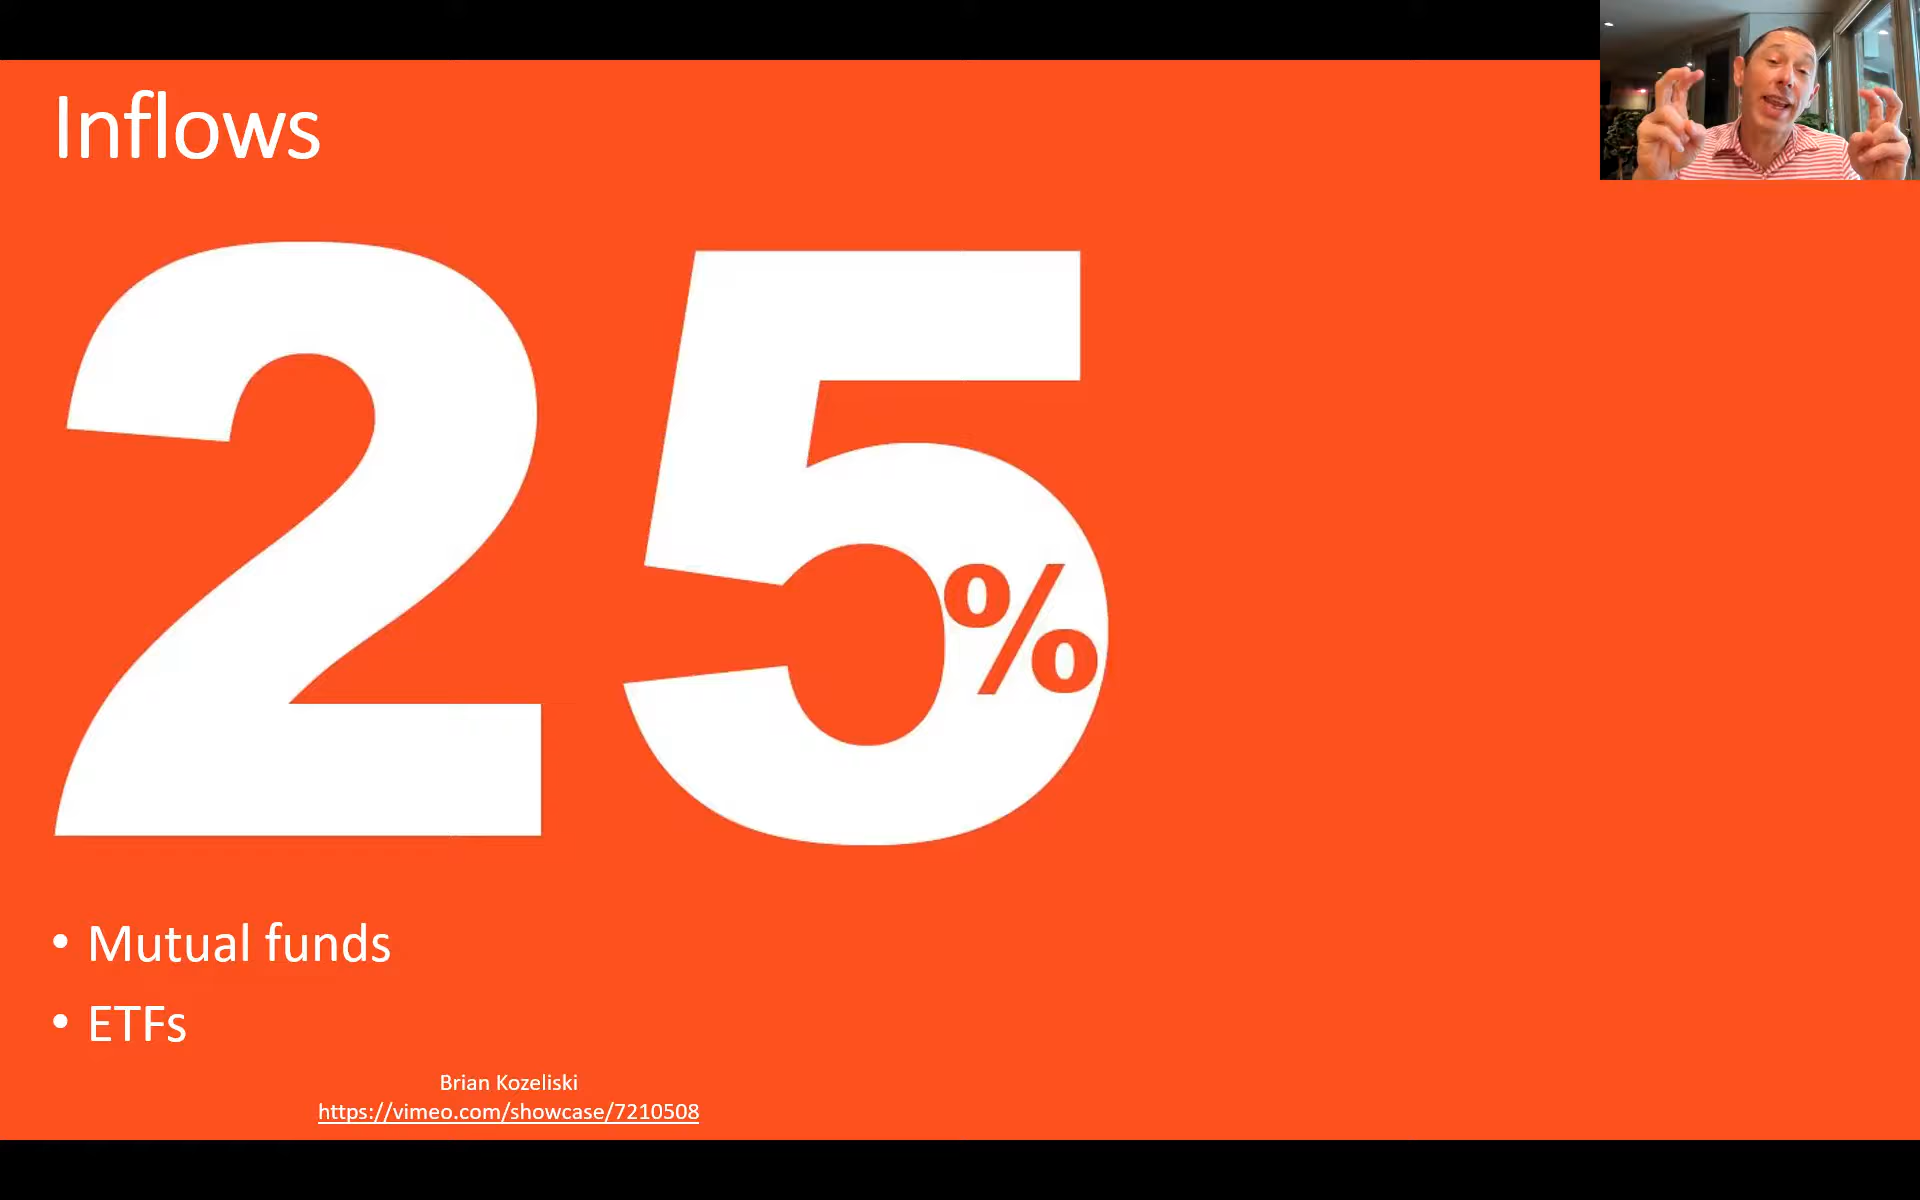 Inflows
25
%
• Mutual funds
• ETFs
Brian Kozeliski
https://vimeo.com/showcase/7210508